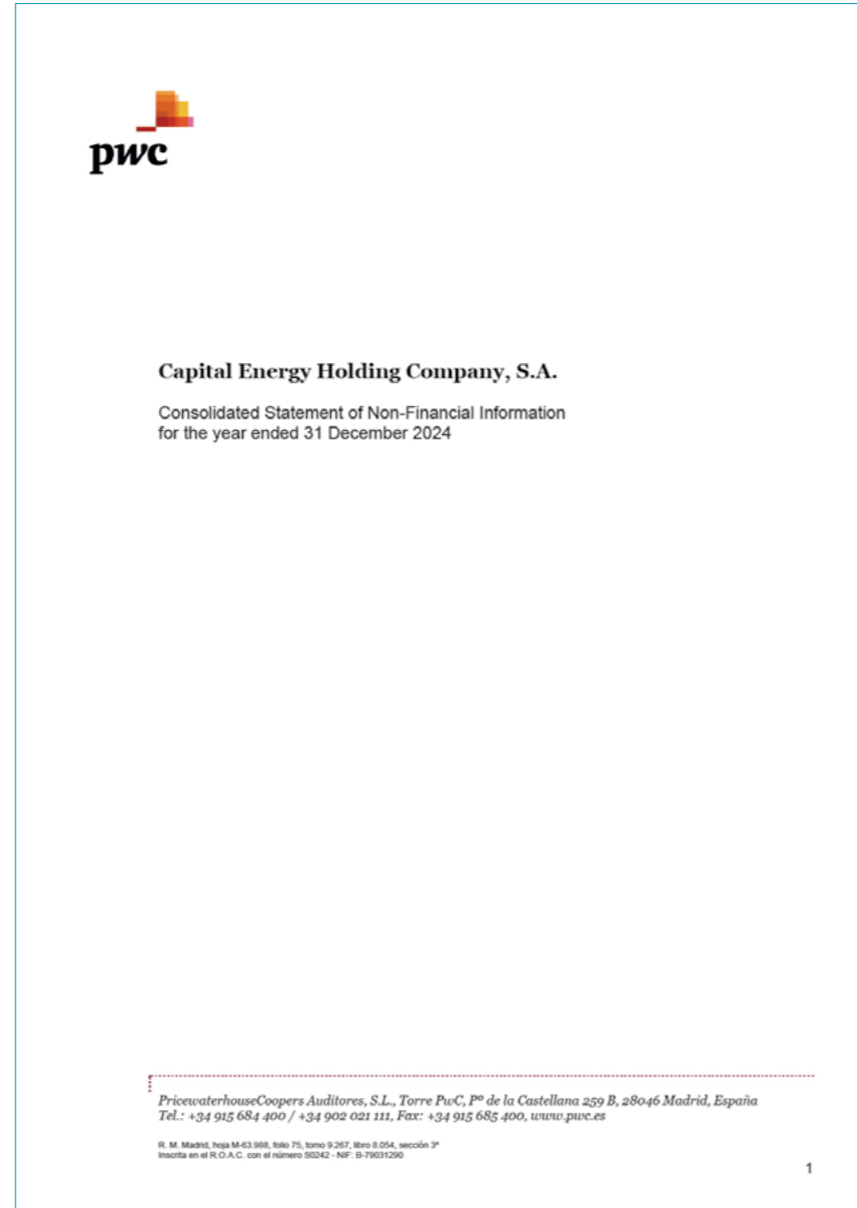 pwc
Capital Energy Holding Company, S.A.
Consolidated Statement of Non-Financial Information
for the year ended 31 December 2024
PricewaterhouseCoopers Auditores, S.L., Torre PwC, Pº de la Castellana 259 B, 28046 Madrid, España
Tel.: +34 915 684 400 / +34 902 021 111, Fax: +34 915 685 400, www.pwc.es
R. M. Madrid, hoja M-63.988, folio 75, tomo 9.267, libro 8.054, sección 3ª
Inscrita en el R.O.A.C. con el número S0242 - NIF: B-79031290
1